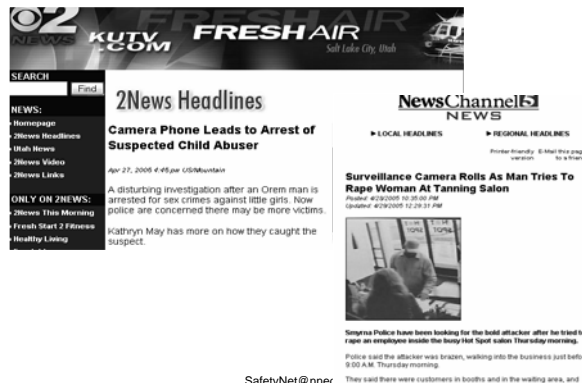 2
NEWS
KUTV
.COM
FRESH AIR
Salt Lake City, Utah
SEARCH
Find
NEWS:
Homepage
2News Headlines
Utah News
2News Video
2News Links
ONLY ON 2NEWS:
2News This Morning
Fresh Start 2 Fitness
Healthy Living
2News Headlines
Camera Phone Leads to Arrest of
Suspected Child Abuser
Apr 27, 2005 4:45 pm US/Mountain
A disturbing investigation after an Orem man is
arrested for sex crimes against little girls. Now
police are concerned there may be more victims.
Kathryn May has more on how they caught the
suspect.
NewsChannel5
NEWS
LOCAL HEADLINES
REGIONAL HEADLINES
Printer friendly version
E-Mail this pag
to a frien
Surveillance Camera Rolls As Man Tries To
Rape Woman At Tanning Salon
Posted: 4/28/2005 10:35:00 PM
Updated: 4/29/2005 12:29:31 PM
Smyrna Police have been looking for the bold attacker after he tried to
rape an employee inside the busy Hot Spot salon Thursday morning.
Police said the attacker was brazen, walking into the business just befo
9:00 A.M. Thursday morning.
They said there were customers in booths and in the waiting area, and
SafetyNet@